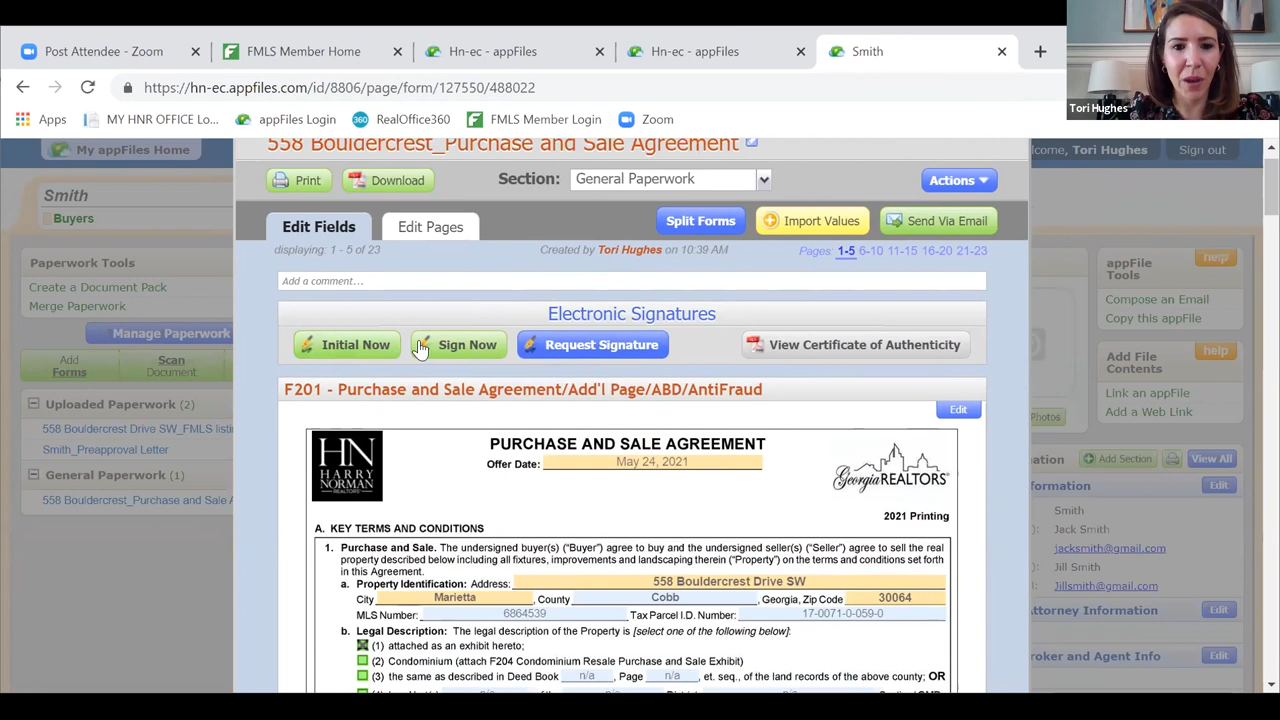 Post Attendee - Zoom
FMLS Member Home
Hn-ec - appFiles
Hn-ec - appFiles
Smith
https://hn-ec.appfiles.com/id/8806/page/form/127550/488022
Tori Hughes
Apps
MY HNR OFFICE Lo...
appFiles Login
360
RealOffice360
FMLS Member Login
Zoom
My appFiles Home
558 Bouldercrest_Purchase and Sale Agreement
come, Tori Hughes
Sign out
Print
Download
Section:
General Paperwork
Actions
Smith
Buyers
Edit Fields
Edit Pages
Split Forms
Import Values
Send Via Email
displaying: 1 - 5 of 23
Created by Tori Hughes on 10:39 AM
Pages: 1-5 6-10 11-15 16-20 21-23
Paperwork Tools
Create a Document Pack
Merge Paperwork
Manage Paperwork
Add
Forms
Scan
Document
Uploaded Paperwork (2)
558 Bouldercrest Drive SW_FMLS listi
Smith_Preapproval Letter
General Paperwork (1)
558 Bouldercrest_Purchase and Sale A
Add a comment…
Electronic Signatures
Initial Now
Sign Now
Request Signature
View Certificate of Authenticity
F201 - Purchase and Sale Agreement/Add'l Page/ABD/AntiFraud
Edit
HN
HARRY
NORMAN
REALTORS
PURCHASE AND SALE AGREEMENT
Offer Date: May 24, 2021
Georgia REALTORS
2021 Printing
A. KEY TERMS AND CONDITIONS
1. Purchase and Sale. The undersigned buyer(s) ("Buyer") agree to buy and the undersigned seller(s) ("Seller") agree to sell the real
property described below including all fixtures, improvements and landscaping therein ("Property") on the terms and conditions set forth
in this Agreement.
a. Property Identification: Address: 558 Bouldercrest Drive SW
City Marietta, County Cobb, Georgia, Zip Code 30064
MLS Number: 6864539 Tax Parcel I.D. Number: 17-0071-0-059-0
b. Legal Description: The legal description of the Property is [select one of the following below]:
(1) attached as an exhibit hereto;
(2) Condominium (attach F204 Condominium Resale Purchase and Sale Exhibit)
(3) the same as described in Deed Book n/a, Page n/a, et. seq., of the land records of the above county; OR
appFile
Tools
help
Compose an Email
Copy this appFile
Add File
Contents
help
Link an appFile
Add a Web Link
Photos
mation
Add Section
View All
formation
Edit
Smith
Jack Smith
jacksmith@gmail.com
Jill Smith
Jillsmith@gmail.com
Attorney Information
Edit
roker and Agent Info
Edit